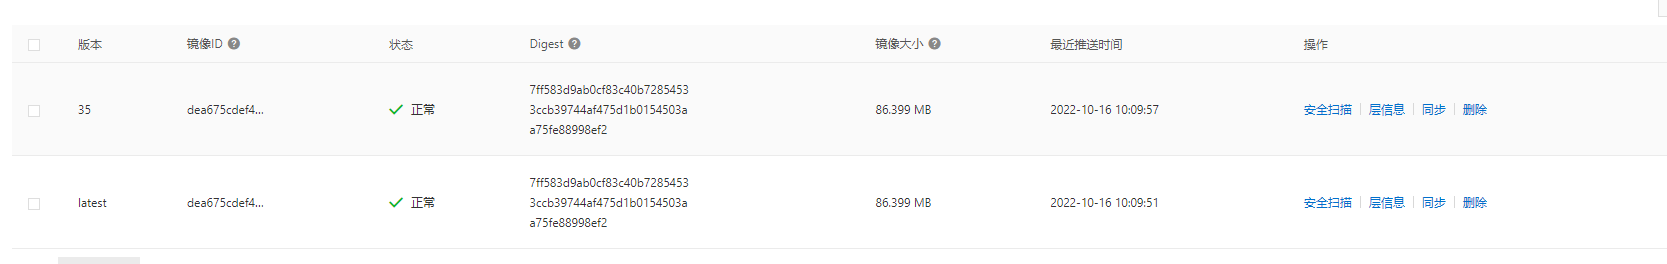 版本 镜像ID 状态 Digest 镜像大小 最近推送时间 操作
35 dea675cdef4... 正常 7ff583d9ab0cf83c40b7285453 86.399 MB 2022-10-16 10:09:57 安全扫描 层信息 同步 删除
3ccb39744af475d1b0154503a
a75fe88998ef2
latest dea675cdef4... 正常 7ff583d9ab0cf83c40b7285453 86.399 MB 2022-10-16 10:09:51 安全扫描 层信息 同步 删除
3ccb39744af475d1b0154503a
a75fe88998ef2